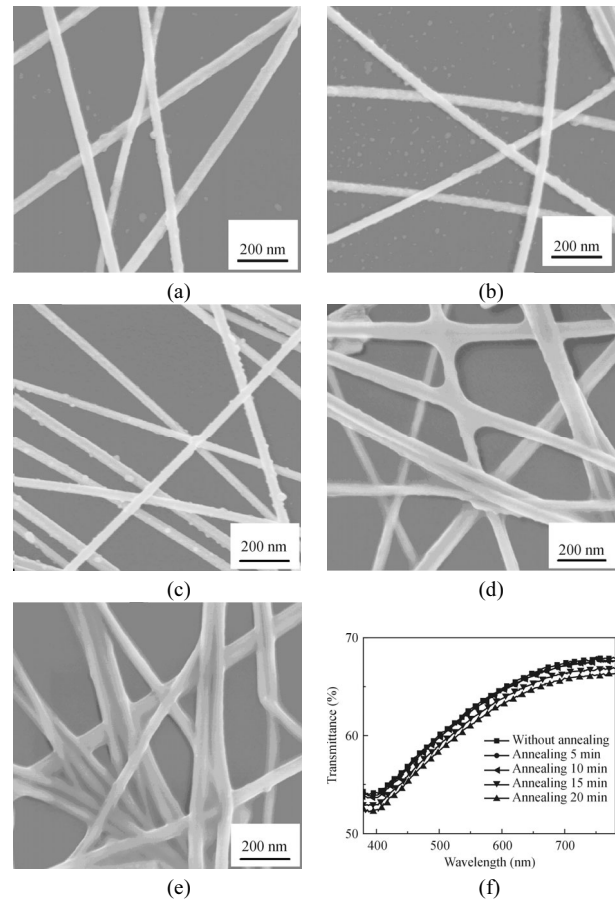 200 nm
200 nm
(a)
(b)
200 nm
200 nm
(c)
(d)
200 nm
(e)
70
60
50
Transmittance (%)
Without annealing
Annealing 5 min
Annealing 10 min
Annealing 15 min
Annealing 20 min
400 500 600 700
Wavelength (nm)
(f)